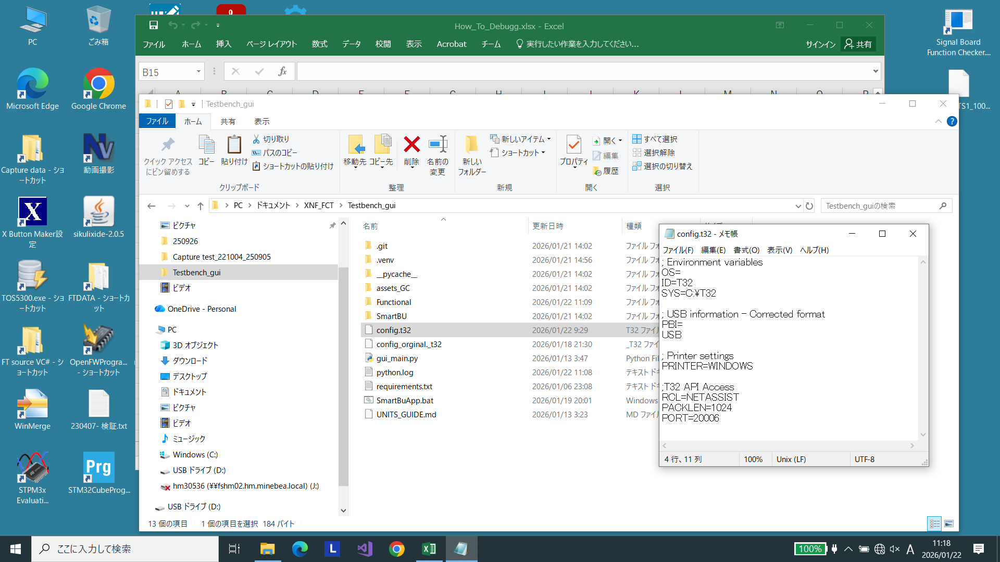 PC
ごみ箱
Microsoft Edge
Google Chrome
Capture data - ショ
ートカット
動画撮影
X Button Maker設
定
sikulixide-2.0.5
TOS5300.exe - ショ
ートカット
FTDATA - ショートカ
ット
FT source VC# - シ
ョートカット
OpenFWProgra...
- ショートカット
WinMerge
230407- 検証.txt
STPM3x
Evaluati...
Prg
STM32CubeProg...
Signal Board
Function Checker....
TS1_100...
How_To_Debugg.xlsx - Excel
ファイル ホーム 挿入 ページ レイアウト 数式 データ 校閲 表示 Acrobat チーム 実行したい作業を入力してください... サインイン 共有
B15
fx
Testbench_gui
ファイル ホーム 共有 表示
クイック アクセス
にピン留めする
コピー
貼り付け
切り取り
パスのコピー
ショートカットの貼り付け
クリップボード
移動先
コピー先
削除
名前の
変更
整理
新しい
フォルダー
新しいアイテム
ショートカット
新規
プロパティ
開く
編集
履歴
開く
すべて選択
選択解除
選択の切り替え
選択
PC ドキュメント XNF_FCT Testbench_gui
Testbench_guiの検索
ピクチャ
250926
Capture test_221004_250905
Testbench_gui
ビデオ
OneDrive - Personal
PC
3D オブジェクト
ダウンロード
デスクトップ
ドキュメント
ピクチャ
ビデオ
ミュージック
Windows (C:)
USB ドライブ (D:)
hm30536 (¥¥fshm02.hm.minebea.local) (J:)
USB ドライブ (D:)
名前 更新日時 種類
.git 2026/01/21 14:02 ファイル フォ
.venv 2026/01/21 14:56 ファイル フォ
__pycache__ 2026/01/21 14:02 ファイル フォ
assets_GC 2026/01/21 14:02 ファイル フォ
Functional 2026/01/22 11:09 ファイル フォ
SmartBU 2026/01/21 14:02 ファイル フォ
config.t32 2026/01/22 9:29 T32 ファイル
config_orginal._t32 2026/01/18 21:30 _T32 ファイ
gui_main.py 2026/01/13 3:47 Python Fil
python.log 2026/01/22 11:08 テキスト ドキ
requirements.txt 2026/01/06 23:08 テキスト ドキ
SmartBuApp.bat 2026/01/19 20:01 Windows
UNITS_GUIDE.md 2026/01/13 3:23 MD ファイル
13 個の項目 1 個の項目を選択 184 バイト
config.t32 - メモ帳
ファイル(F) 編集(E) 書式(O) 表示(V) ヘルプ(H)
; Environment variables
OS=
ID=T32
SYS=C:¥T32
; USB information - Corrected format
PBI=
USB
; Printer settings
PRINTER=WINDOWS
;T32 API Access
RCL=NETASSIST
PACKLEN=1024
PORT=20006
4 行、11 列 100% Unix (LF) UTF-8
ここに入力して検索
L
100%
A
11:18
2026/01/22